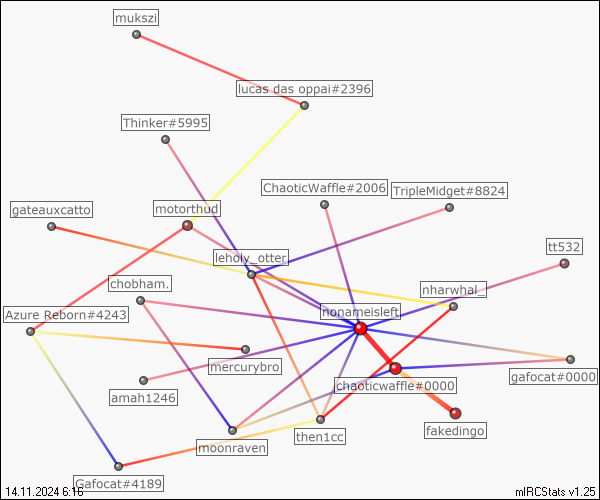 mukszi
lucas das oppai#2396
Thinker#5995
ChaoticWaffle#2006
TripleMidget#8824
gateauxcatto
motorthud
tt532
leholy_otter
chobham.
nharwhal_
Azure Reborn#4243
nonameisleft
mercurybro
gafocat#0000
chaoticwaffle#0000
amah1246
fakedingo
then1cc
moonraven
Gafocat#4189
14.11.2024 6:16
mIRCStats v1.25